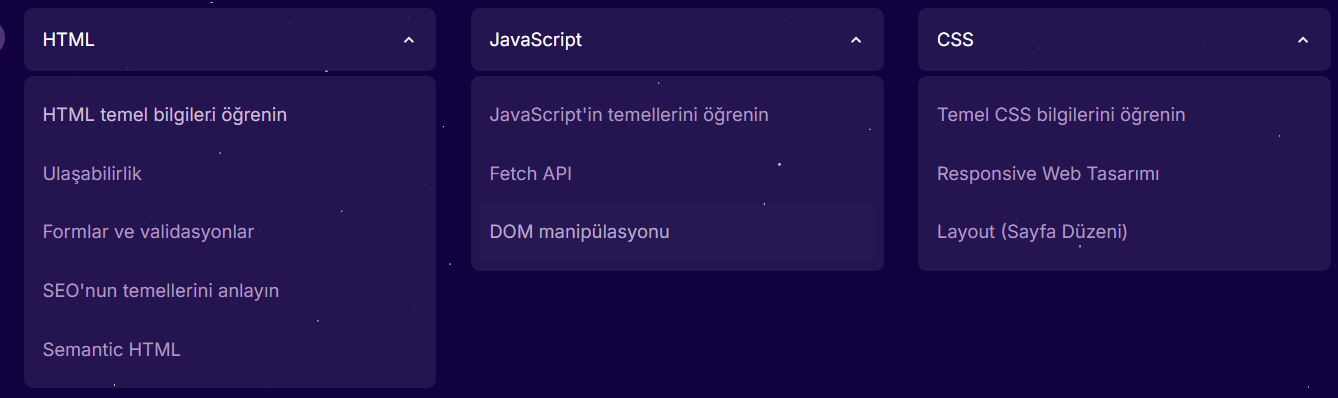 HTML
HTML temel bilgileri öğrenin
Ulaşabilirlik
Formlar ve validasyonlar
SEO'nun temellerini anlayın
Semantic HTML
JavaScript
JavaScript'in temellerini öğrenin
Fetch API
DOM manipülasyonu
CSS
Temel CSS bilgilerini öğrenin
Responsive Web Tasarımı
Layout (Sayfa Düzeni)